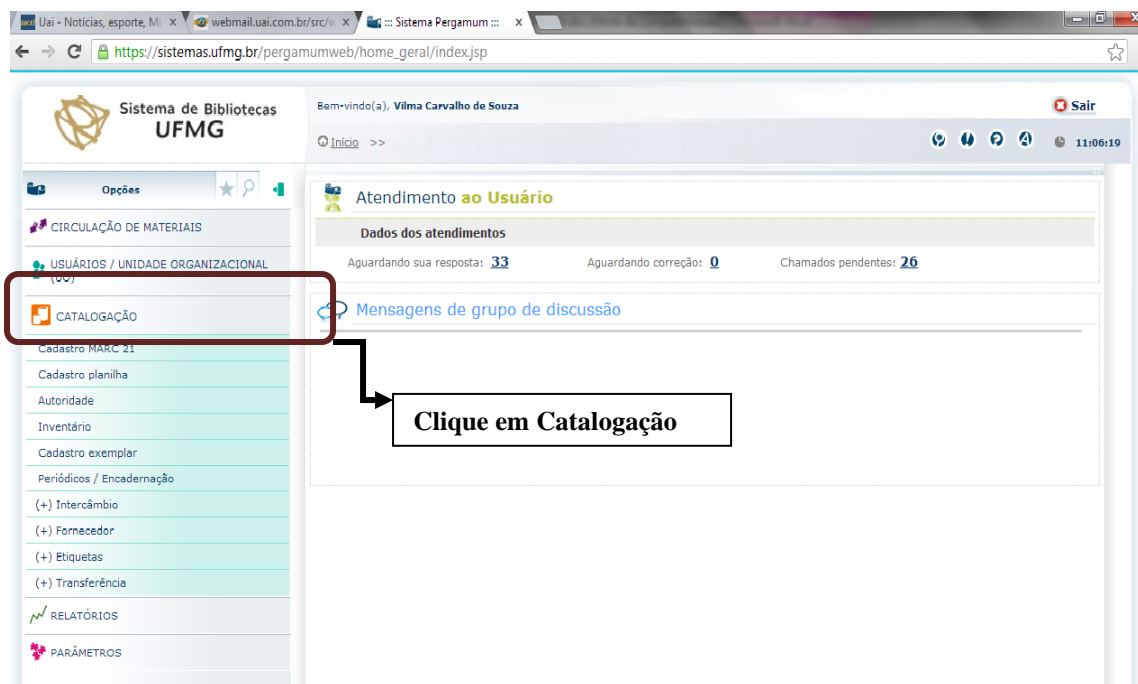 Uai - Notícias, esporte, Mi x
webmail.uai.com.br/src/v x
::: Sistema Pergamum ::: x
https://sistemas.ufmg.br/pergamumweb/home_geral/index.jsp
Sistema de Bibliotecas
UFMG
Bem-vindo(a), Vilma Carvalho de Souza
Sair
Início >>
11:06:19
Opções
CIRCULAÇÃO DE MATERIAIS
USUÁRIOS / UNIDADE ORGANIZACIONAL
(UO)
CATALOGAÇÃO
Cadastro MARC 21
Cadastro planilha
Autoridade
Inventário
Cadastro exemplar
Periódicos / Encadernação
(+) Intercâmbio
(+) Fornecedor
(+) Etiquetas
(+) Transferência
RELATÓRIOS
PARÂMETROS
Atendimento ao Usuário
Dados dos atendimentos
Aguardando sua resposta: 33 Aguardando correção: 0 Chamados pendentes: 26
Mensagens de grupo de discussão
Clique em Catalogação